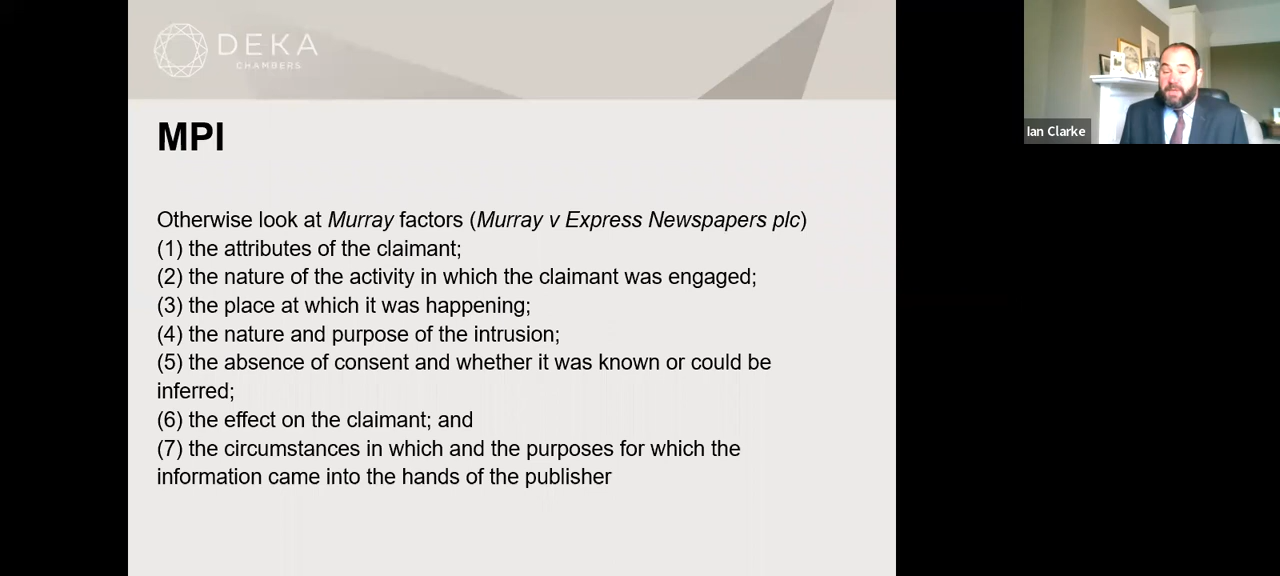 DEKA
CHAMBERS
MPI
Otherwise look at Murray factors (Murray v Express Newspapers plc)
(1) the attributes of the claimant;
(2) the nature of the activity in which the claimant was engaged;
(3) the place at which it was happening;
(4) the nature and purpose of the intrusion;
(5) the absence of consent and whether it was known or could be
inferred;
(6) the effect on the claimant; and
(7) the circumstances in which and the purposes for which the
information came into the hands of the publisher
Ian Clarke